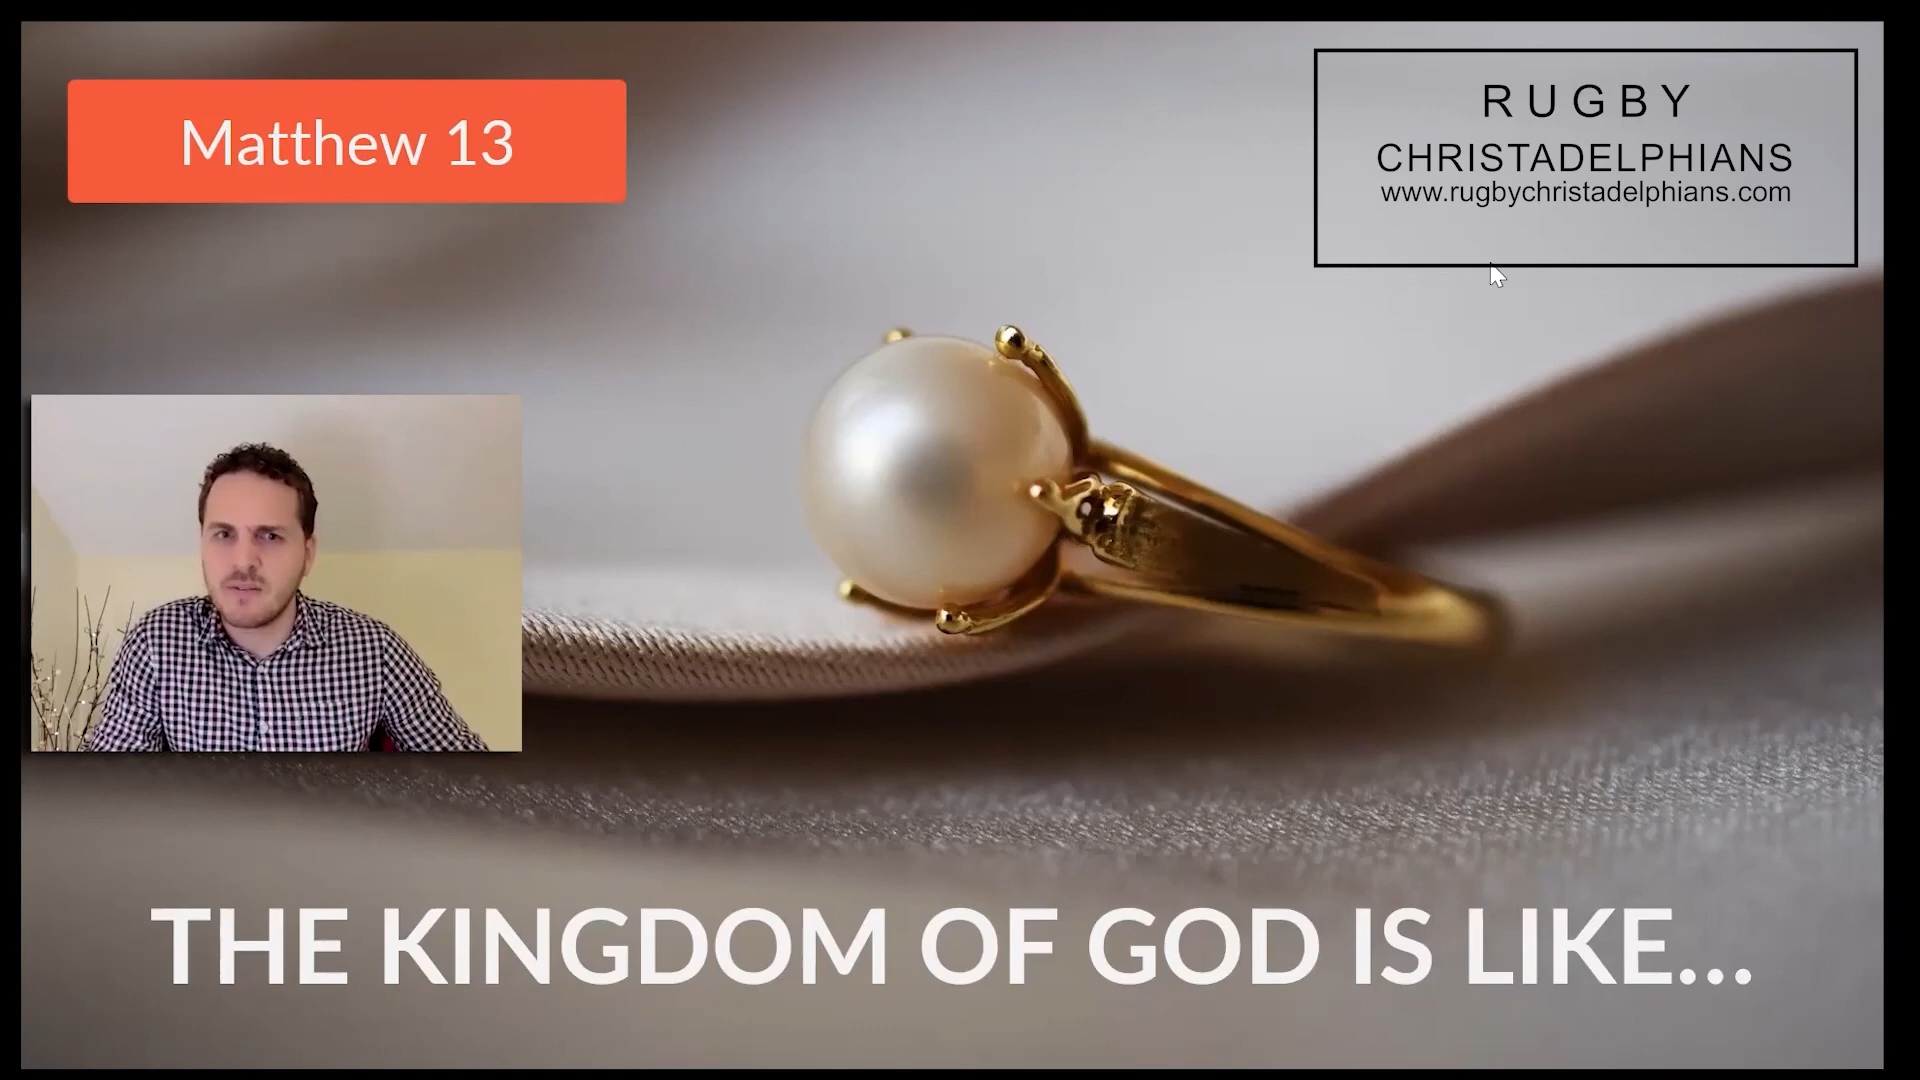 Matthew 13
RUGBY
CHRISTADELPHIANS
www.rugbychristadelphians.com
THE KINGDOM OF GOD IS LIKE...